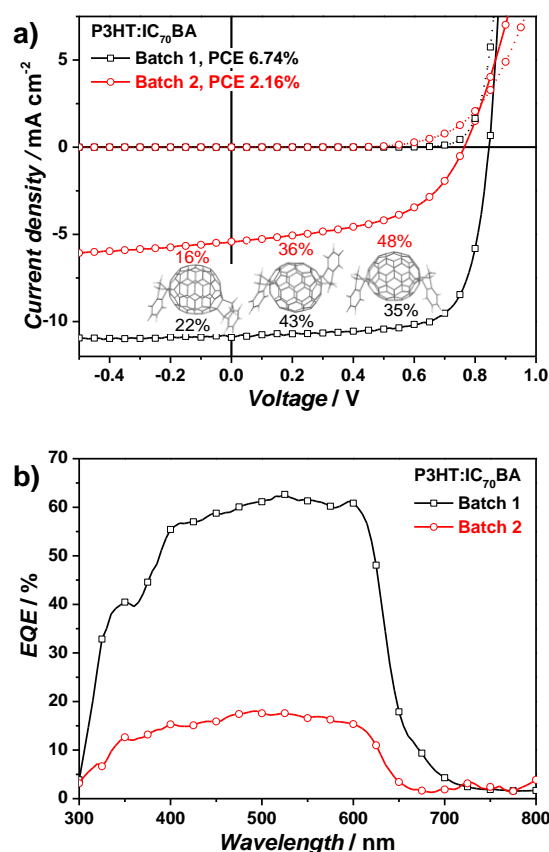 a)
P3HT:IC₇₀BA
Batch 1, PCE 6.74%
Batch 2, PCE 2.16%
Current density / mA cm⁻²
5
0
-5
-10
16%
36%
48%
22%
43%
35%
-0.4
-0.2
0.0
0.2
0.4
0.6
0.8
1.0
Voltage / V
b)
P3HT:IC₇₀BA
Batch 1
Batch 2
EQE / %
70
60
50
40
30
20
10
0
300
400
500
600
700
800
Wavelength / nm